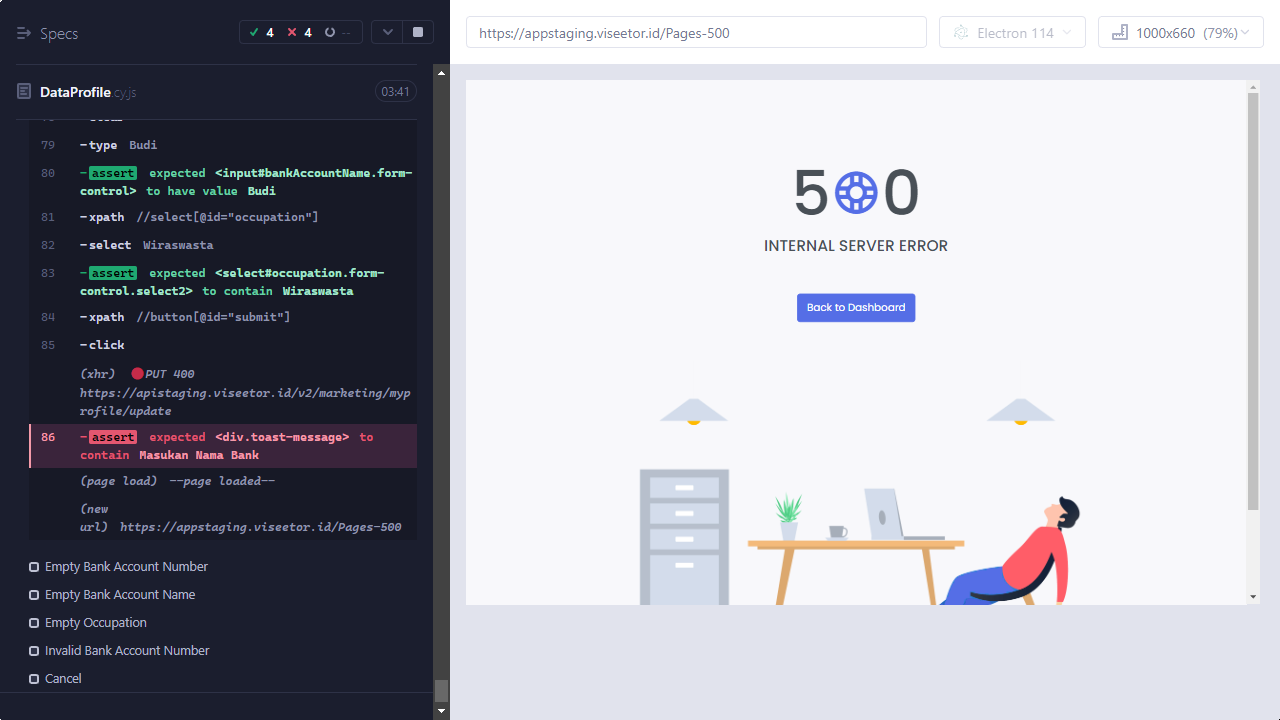 Specs
4
4
--
DataProfile.cy.js
03:41
79 -type Budi
80 -assert expected <input#bankAccountName.form-
control> to have value Budi
81 -xpath //select[@id="occupation"]
82 -select Wiraswasta
83 -assert expected <select#occupation.form-
control.select2> to contain Wiraswasta
84 -xpath //button[@id="submit"]
85 -click
(xhr) PUT 400
https://apistaging.viseetor.id/v2/marketing/myp
rofile/update
86 -assert expected <div.toast-message> to
contain Masukan Nama Bank
(page load) --page loaded--
(new
url) https://appstaging.viseetor.id/Pages-500
Empty Bank Account Number
Empty Bank Account Name
Empty Occupation
Invalid Bank Account Number
Cancel
https://appstaging.viseetor.id/Pages-500
Electron 114
1000x660 (79%)
5 0
INTERNAL SERVER ERROR
Back to Dashboard